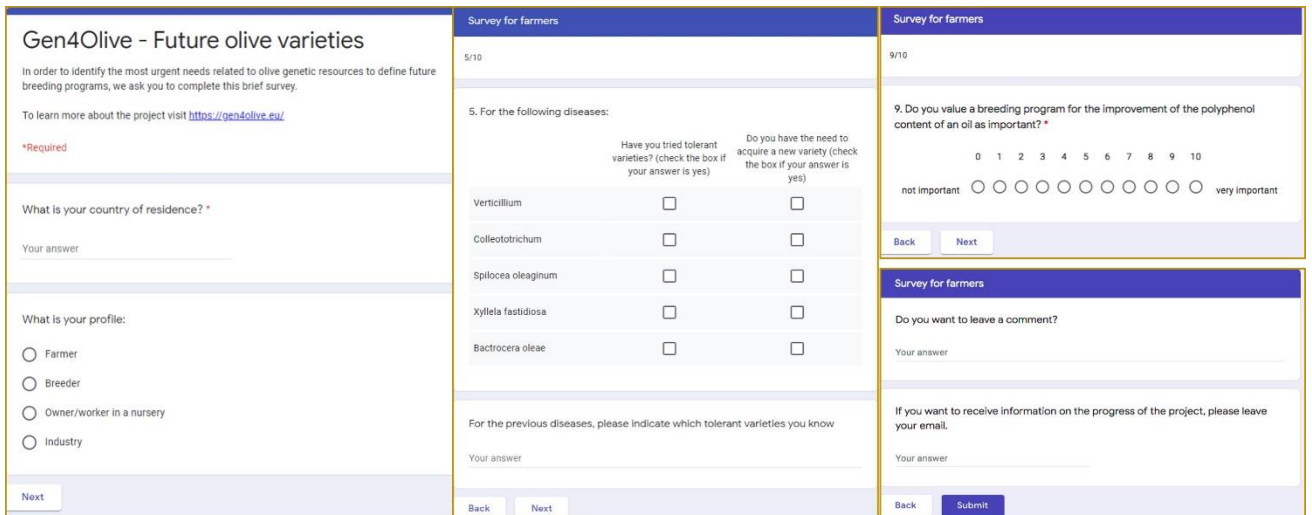 Gen4Olive - Future olive varieties
In order to identify the most urgent needs related to olive genetic resources to define future
breeding programs, we ask you to complete this brief survey.
To learn more about the project visit https://gen4olive.eu/
*Required
What is your country of residence? *
Your answer
What is your profile:
Farmer
Breeder
Owner/worker in a nursery
Industry
Next
Survey for farmers
5/10
5. For the following diseases:
Have you tried tolerant
varieties? (check the box if
your answer is yes)
Do you have the need to
acquire a new variety (check
the box if your answer is
yes)
Verticillium
Colleototrichum
Spilocea oleaginum
Xyllela fastidiosa
Bactrocera oleae
For the previous diseases, please indicate which tolerant varieties you know
Your answer
Back Next
Survey for farmers
9/10
9. Do you value a breeding program for the improvement of the polyphenol
content of an oil as important? *
0 1 2 3 4 5 6 7 8 9 10
not important very important
Back Next
Survey for farmers
Do you want to leave a comment?
Your answer
If you want to receive information on the progress of the project, please leave
your email.
Your answer
Back Submit